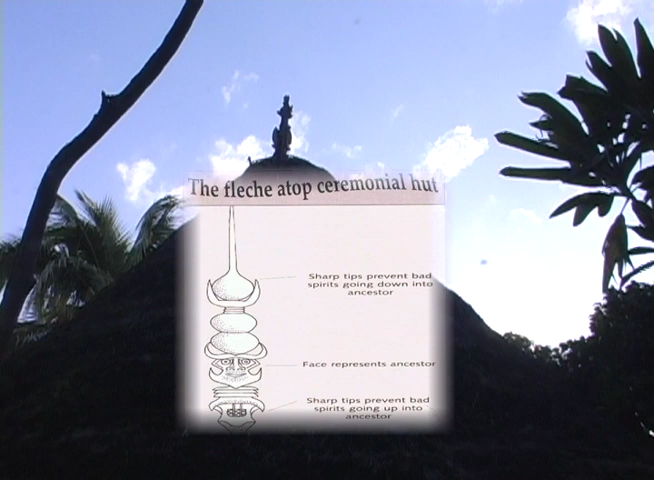 The fleche atop ceremonial hut
Sharp tips prevent bad
spirits going down into
ancestor
Face represents ancestor
Sharp tips prevent bad
spirits going up into
ancestor